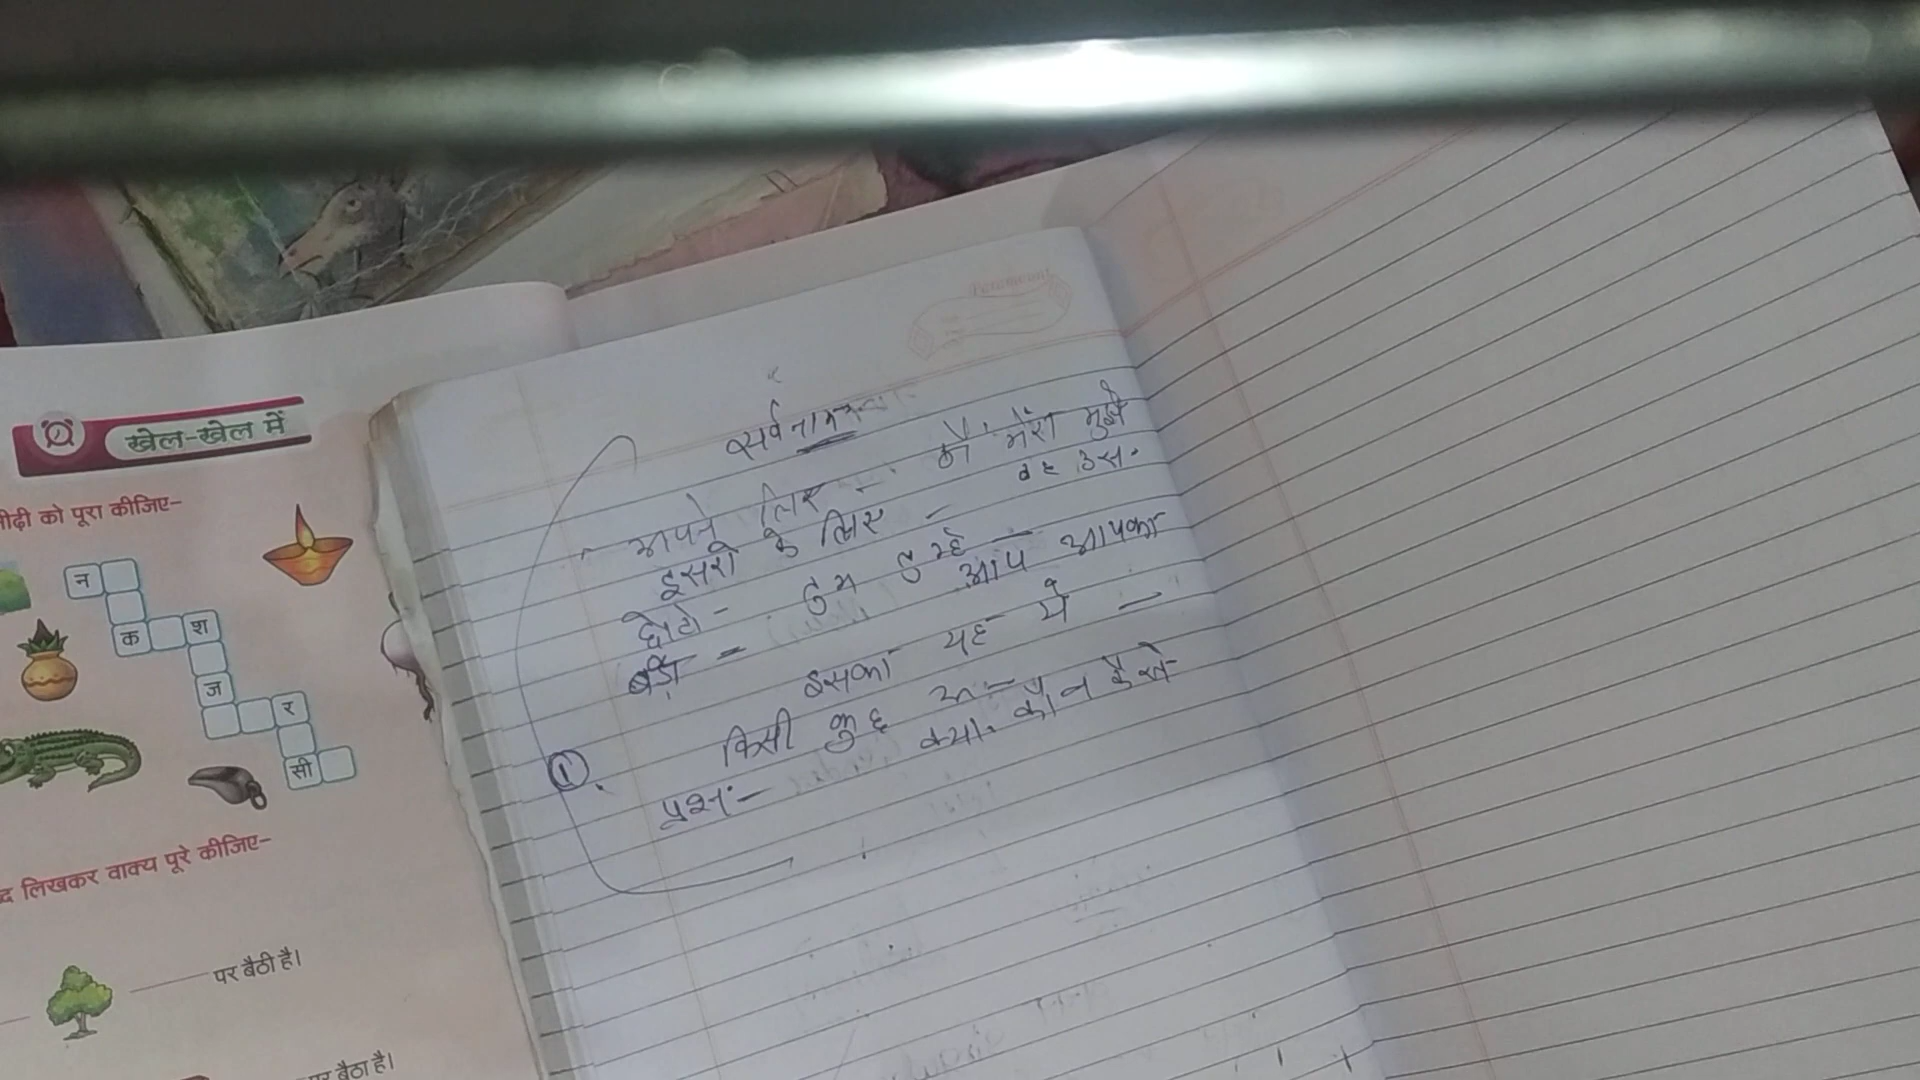 खेल-खेल में
को पूरा कीजिए-
न
क श
ज
र
सी
लिखकर वाक्य पूरे कीजिए-
पर बैठी है।
बैठा है।
सर्वनाम
अपने लिए - मेरा मुझे
दूसरों के लिए - वह उस
छोटो - तुम तुम्हे -
बड़ो - आप आपका
इसका यह ये -
किसी कुछ
प्रश्न:- क्या. कौन कैसे